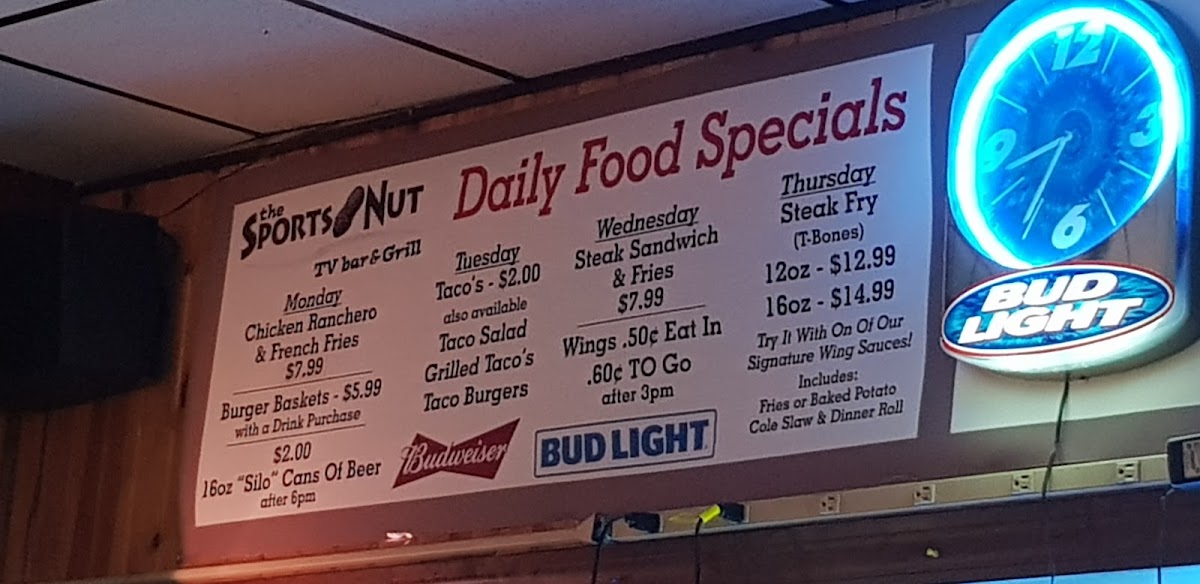 the
SPORTS NUT
TV bar & Grill
Daily Food Specials
Monday
Chicken Ranchero
& French Fries
$7.99
Burger Baskets - $5.99
with a Drink Purchase
$2.00
16oz "Silo" Cans Of Beer
after 6pm
Tuesday
Taco's - $2.00
also available
Taco Salad
Grilled Taco's
Taco Burgers
Budweiser
Wednesday
Steak Sandwich
& Fries
$7.99
Wings .50¢ Eat In
.60¢ TO Go
after 3pm
BUD LIGHT
Thursday
Steak Fry
(T-Bones)
12oz - $12.99
16oz - $14.99
Try It With On Of Our
Signature Wing Sauces!
Includes:
Fries or Baked Potato
Cole Slaw & Dinner Roll
12
9
3
6
BUD
LIGHT